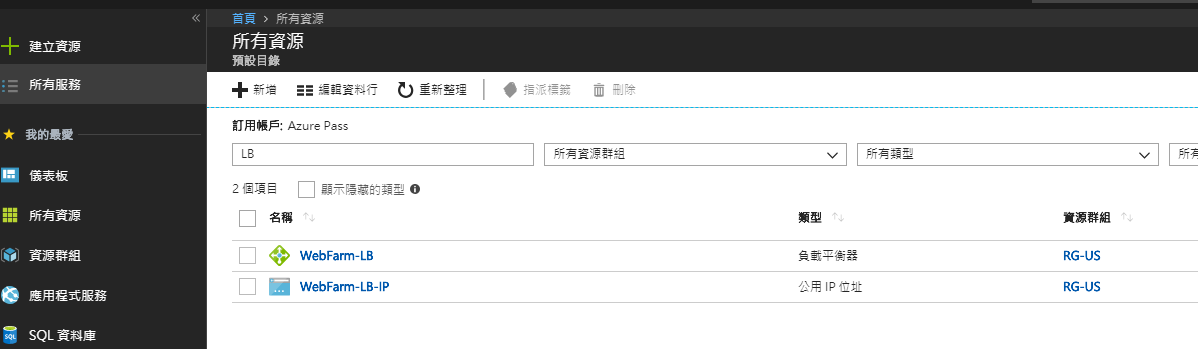 首頁 > 所有資源
建立資源
所有服務
我的最愛
儀表板
所有資源
資源群組
應用程式服務
SQL 資料庫
所有資源
預設目錄
新增 編輯資料行 重新整理 指派標籤 刪除
訂用帳戶: Azure Pass
LB 所有資源群組 所有類型 所有
2 個項目 顯示隱藏的類型
名稱 類型 資源群組
WebFarm-LB 負載平衡器 RG-US
WebFarm-LB-IP 公用 IP 位址 RG-US